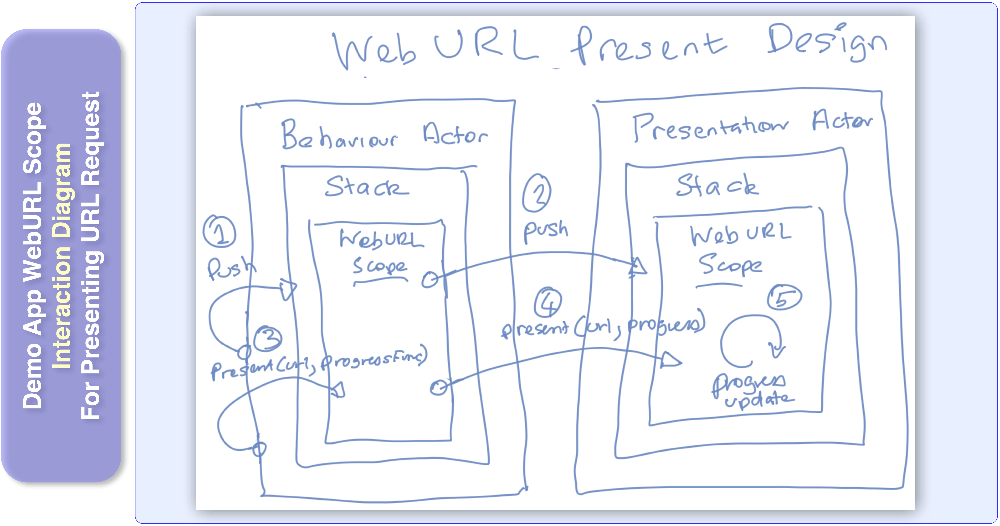 Demo App WebURL Scope
Interaction Diagram
For Presenting URL Request
Web URL Present Design
Behaviour Actor
Stack
WebURL
Scope
1
Push
2
push
3
Present (url, progressFunc)
4
present (url, progress)
Presentation Actor
Stack
Web URL
Scope
5
progress
update